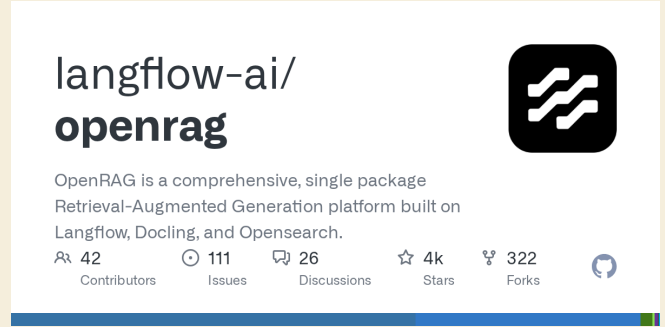 langflow-ai/
openrag
OpenRAG is a comprehensive, single package
Retrieval-Augmented Generation platform built on
Langflow, Docling, and Opensearch.
42 111 26 4k 322
Contributors Issues Discussions Stars Forks